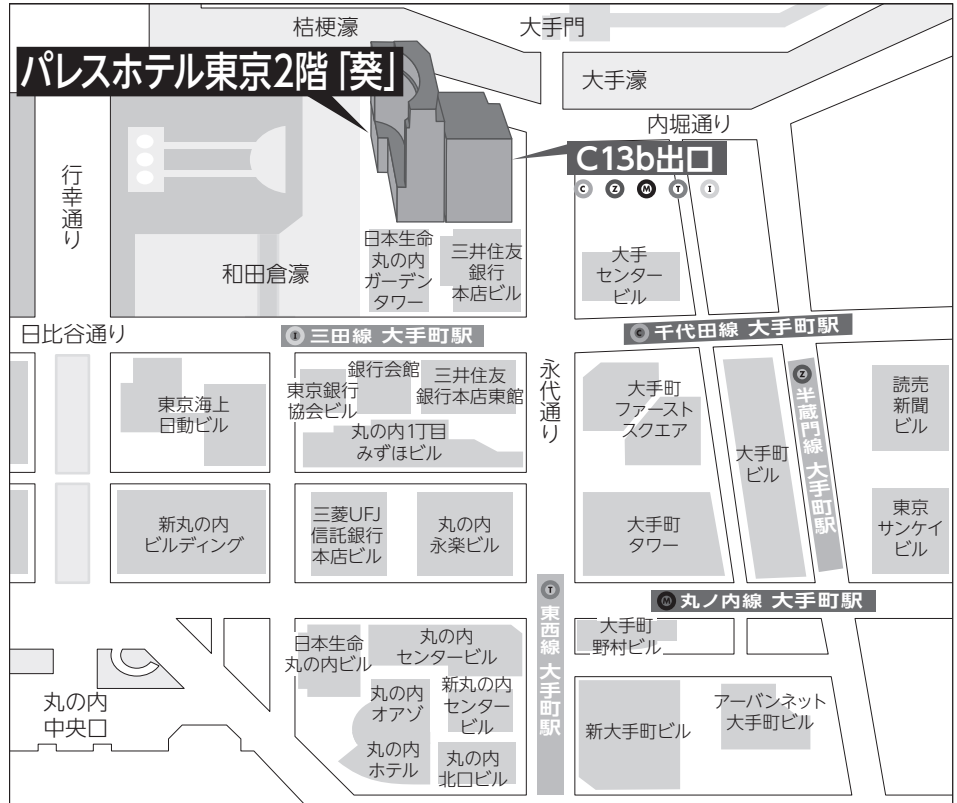 桔梗濠
大手門
パレスホテル東京2階「葵」
大手濠
内堀通り
C13b出口
C Z M T I
行幸通り
和田倉濠
日本生命
丸の内
ガーデン
タワー
三井住友
銀行
本店ビル
大手
センター
ビル
日比谷通り
I 三田線 大手町駅
C 千代田線 大手町駅
東京海上
日動ビル
東京銀行
協会ビル
銀行会館
三井住友
銀行本店東館
丸の内1丁目
みずほビル
永代通り
大手町
ファースト
スクエア
大手町
ビル
Z 半蔵門線 大手町駅
読売
新聞
ビル
新丸の内
ビルディング
三菱UFJ
信託銀行
本店ビル
丸の内
永楽ビル
大手町
タワー
東京
サンケイ
ビル
T 東西線 大手町駅
M 丸ノ内線 大手町駅
丸の内
中央口
日本生命
丸の内ビル
丸の内
センタービル
丸の内
オアゾ
新丸の内
センター
ビル
丸の内
ホテル
丸の内
北口ビル
大手町
野村ビル
新大手町ビル
アーバンネット
大手町ビル